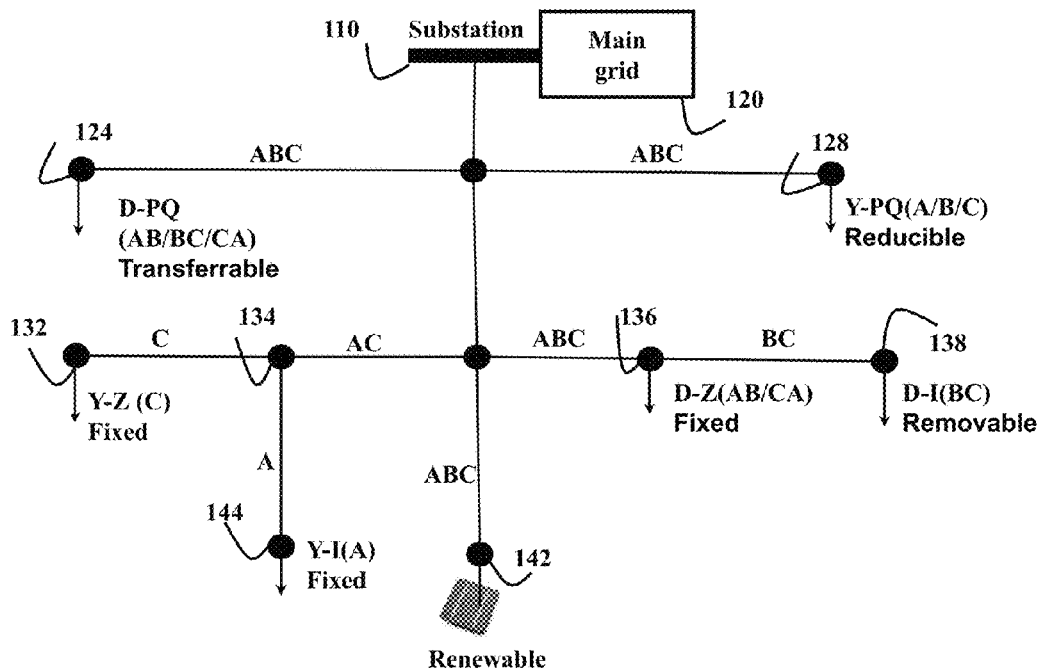 110
Substation
Main
grid
120
124
ABC
ABC
128
D-PQ
(AB/BC/CA)
Transferrable
Y-PQ(A/B/C)
Reducible
132
C
134
AC
ABC
136
BC
138
Y-Z (C)
Fixed
D-Z(AB/CA)
Fixed
D-I(BC)
Removable
A
ABC
144
Y-I(A)
Fixed
142
Renewable